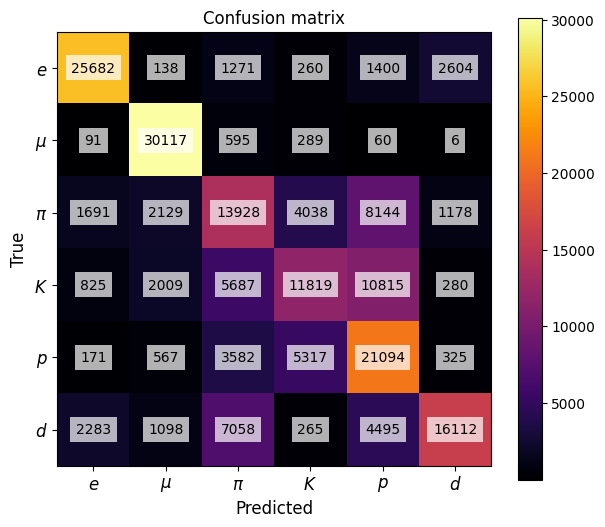 Confusion matrix
True
e 25682 138 1271 260 1400 2604
μ 91 30117 595 289 60 6
π 1691 2129 13928 4038 8144 1178
K 825 2009 5687 11819 10815 280
p 171 567 3582 5317 21094 325
d 2283 1098 7058 265 4495 16112
e μ π K p d
Predicted
30000
25000
20000
15000
10000
5000